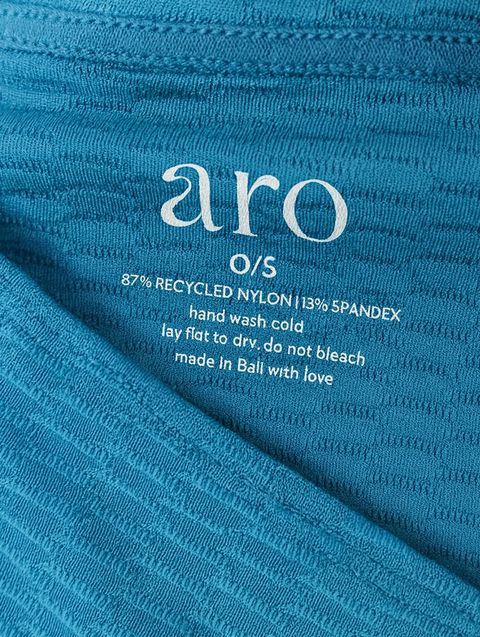 aro
O/S
87% RECYCLED NYLON | 13% SPANDEX
hand wash cold
lay flat to dry. do not bleach
made in Bali with love